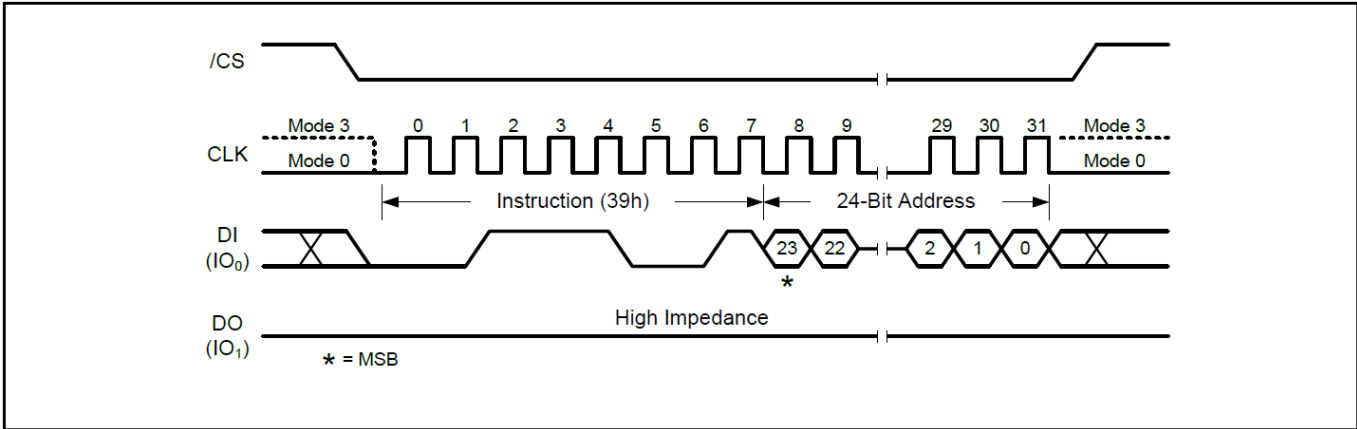 /CS
Mode 3 0 1 2 3 4 5 6 7 8 9 29 30 31 Mode 3
CLK
Mode 0 Mode 0
Instruction (39h) 24-Bit Address
DI
(IO₀)
23 22 2 1 0
*
High Impedance
DO
(IO₁)
* = MSB